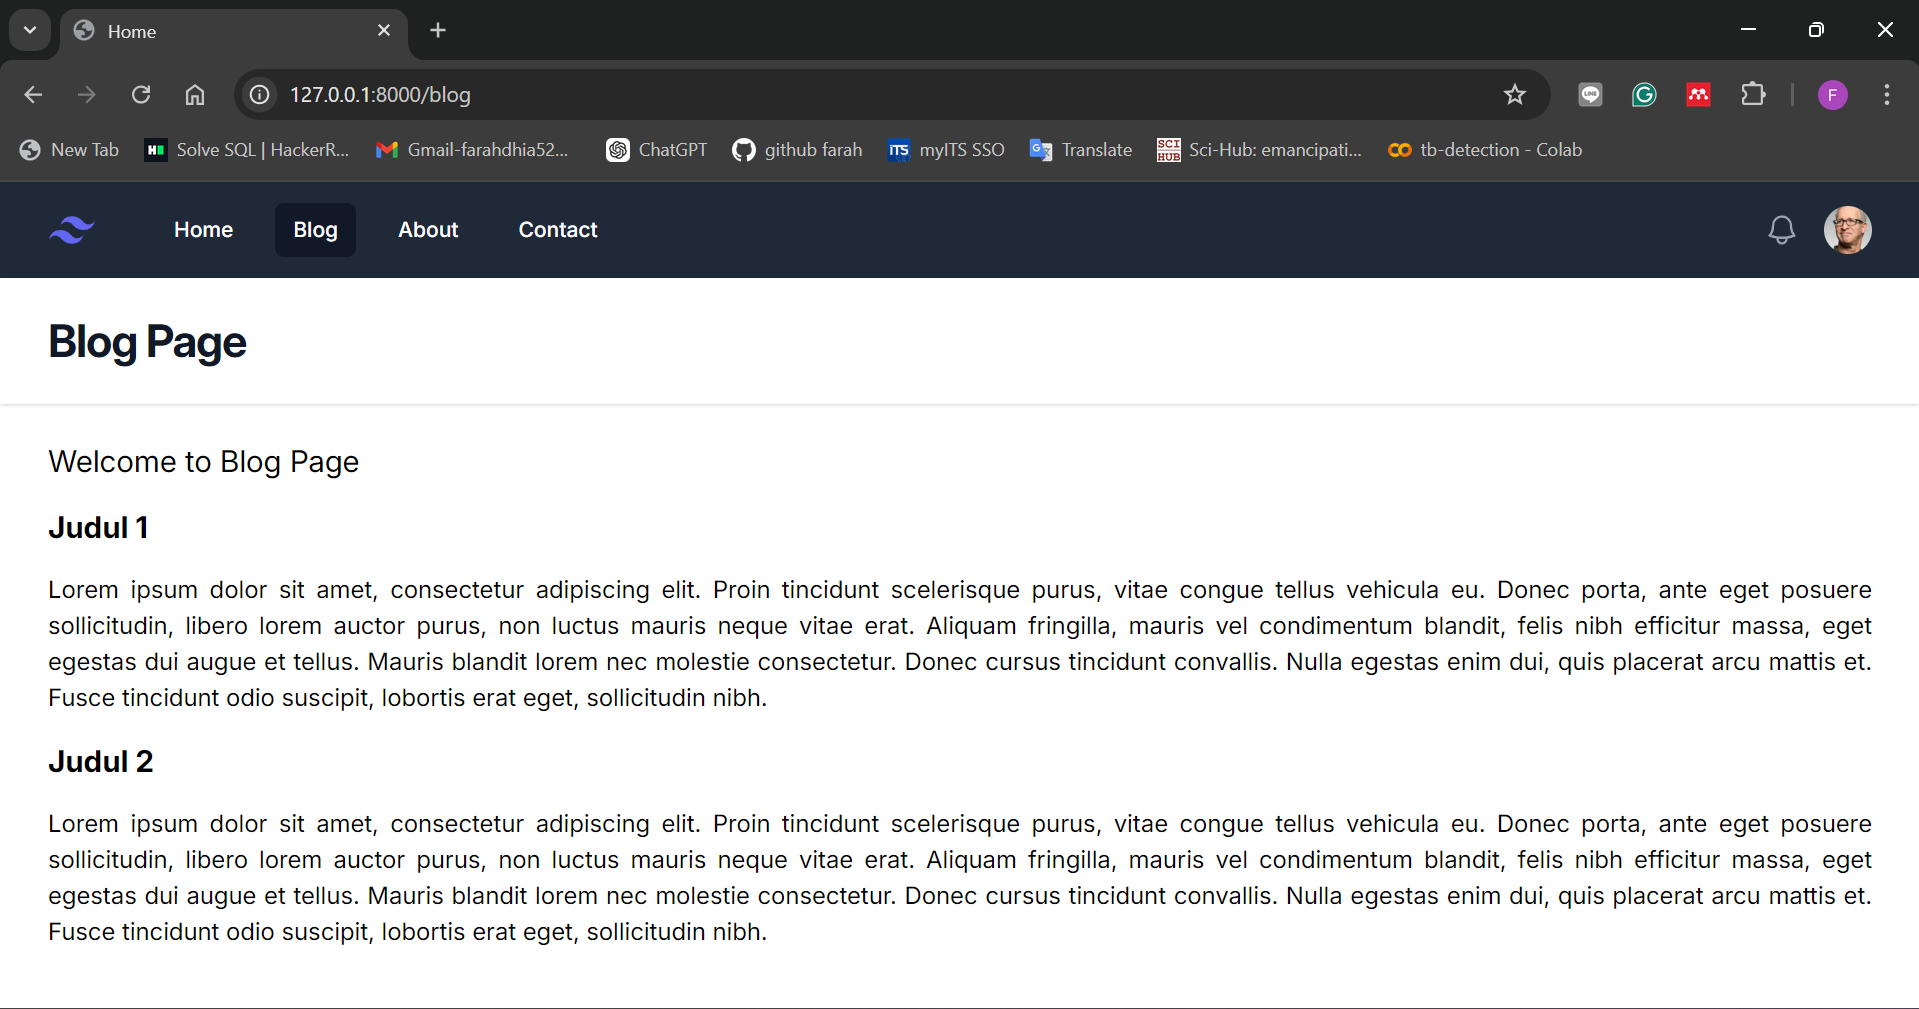 Home
127.0.0.1:8000/blog
F
New Tab
Solve SQL | HackerR...
Gmail-farahdhia52...
ChatGPT
github farah
ITS
myITS SSO
Translate
SCI
HUB
Sci-Hub: emancipati...
tb-detection - Colab
Home
Blog
About
Contact
Blog Page
Welcome to Blog Page
Judul 1
Lorem ipsum dolor sit amet, consectetur adipiscing elit. Proin tincidunt scelerisque purus, vitae congue tellus vehicula eu. Donec porta, ante eget posuere
sollicitudin, libero lorem auctor purus, non luctus mauris neque vitae erat. Aliquam fringilla, mauris vel condimentum blandit, felis nibh efficitur massa, eget
egestas dui augue et tellus. Mauris blandit lorem nec molestie consectetur. Donec cursus tincidunt convallis. Nulla egestas enim dui, quis placerat arcu mattis et.
Fusce tincidunt odio suscipit, lobortis erat eget, sollicitudin nibh.
Judul 2
Lorem ipsum dolor sit amet, consectetur adipiscing elit. Proin tincidunt scelerisque purus, vitae congue tellus vehicula eu. Donec porta, ante eget posuere
sollicitudin, libero lorem auctor purus, non luctus mauris neque vitae erat. Aliquam fringilla, mauris vel condimentum blandit, felis nibh efficitur massa, eget
egestas dui augue et tellus. Mauris blandit lorem nec molestie consectetur. Donec cursus tincidunt convallis. Nulla egestas enim dui, quis placerat arcu mattis et.
Fusce tincidunt odio suscipit, lobortis erat eget, sollicitudin nibh.